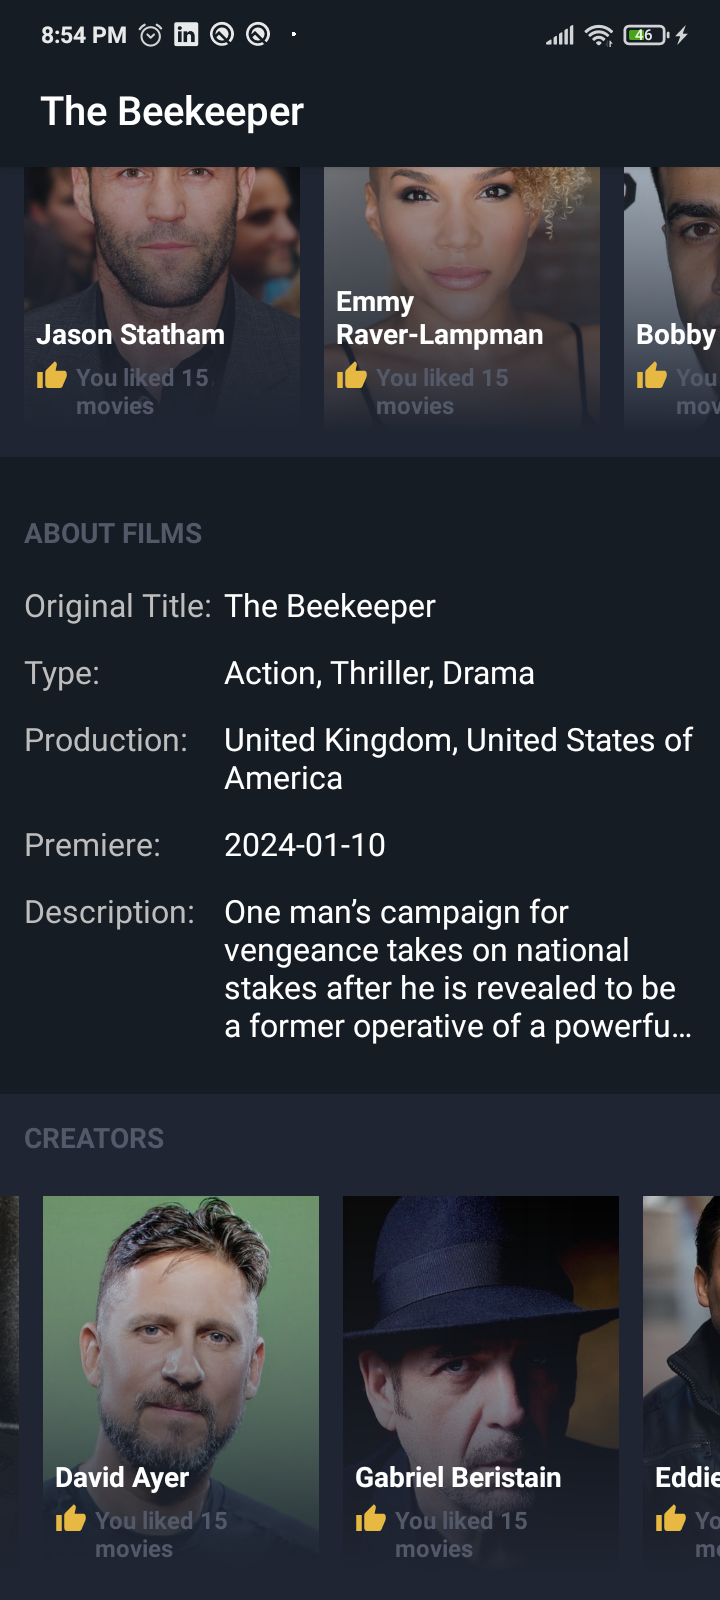 8:54 PM in 46
The Beekeeper
Emmy
Jason Statham Raver-Lampman Bobby
You liked 15 You liked 15 You
movies movies mov
ABOUT FILMS
Original Title: The Beekeeper
Type: Action, Thriller, Drama
Production: United Kingdom, United States of
America
Premiere: 2024-01-10
Description: One man’s campaign for
vengeance takes on national
stakes after he is revealed to be
a former operative of a powerfu…
CREATORS
David Ayer Gabriel Beristain Eddie
You liked 15 You liked 15 Yo
movies movies m